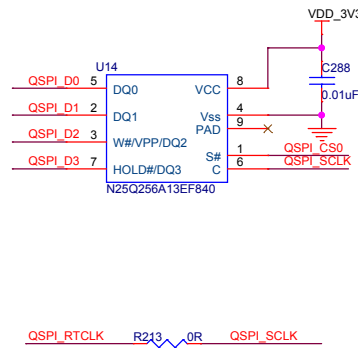 VDD_3V3
U14
C288
0.01uF
QSPI_D0 5 DQ0 VCC 8
QSPI_D1 2 DQ1 Vss 4
PAD 9
QSPI_D2 3 W#/VPP/DQ2
S# 1 QSPI_CS0
QSPI_D3 7 HOLD#/DQ3 C 6 QSPI_SCLK
N25Q256A13EF840
QSPI_RTCLK R213 0R QSPI_SCLK